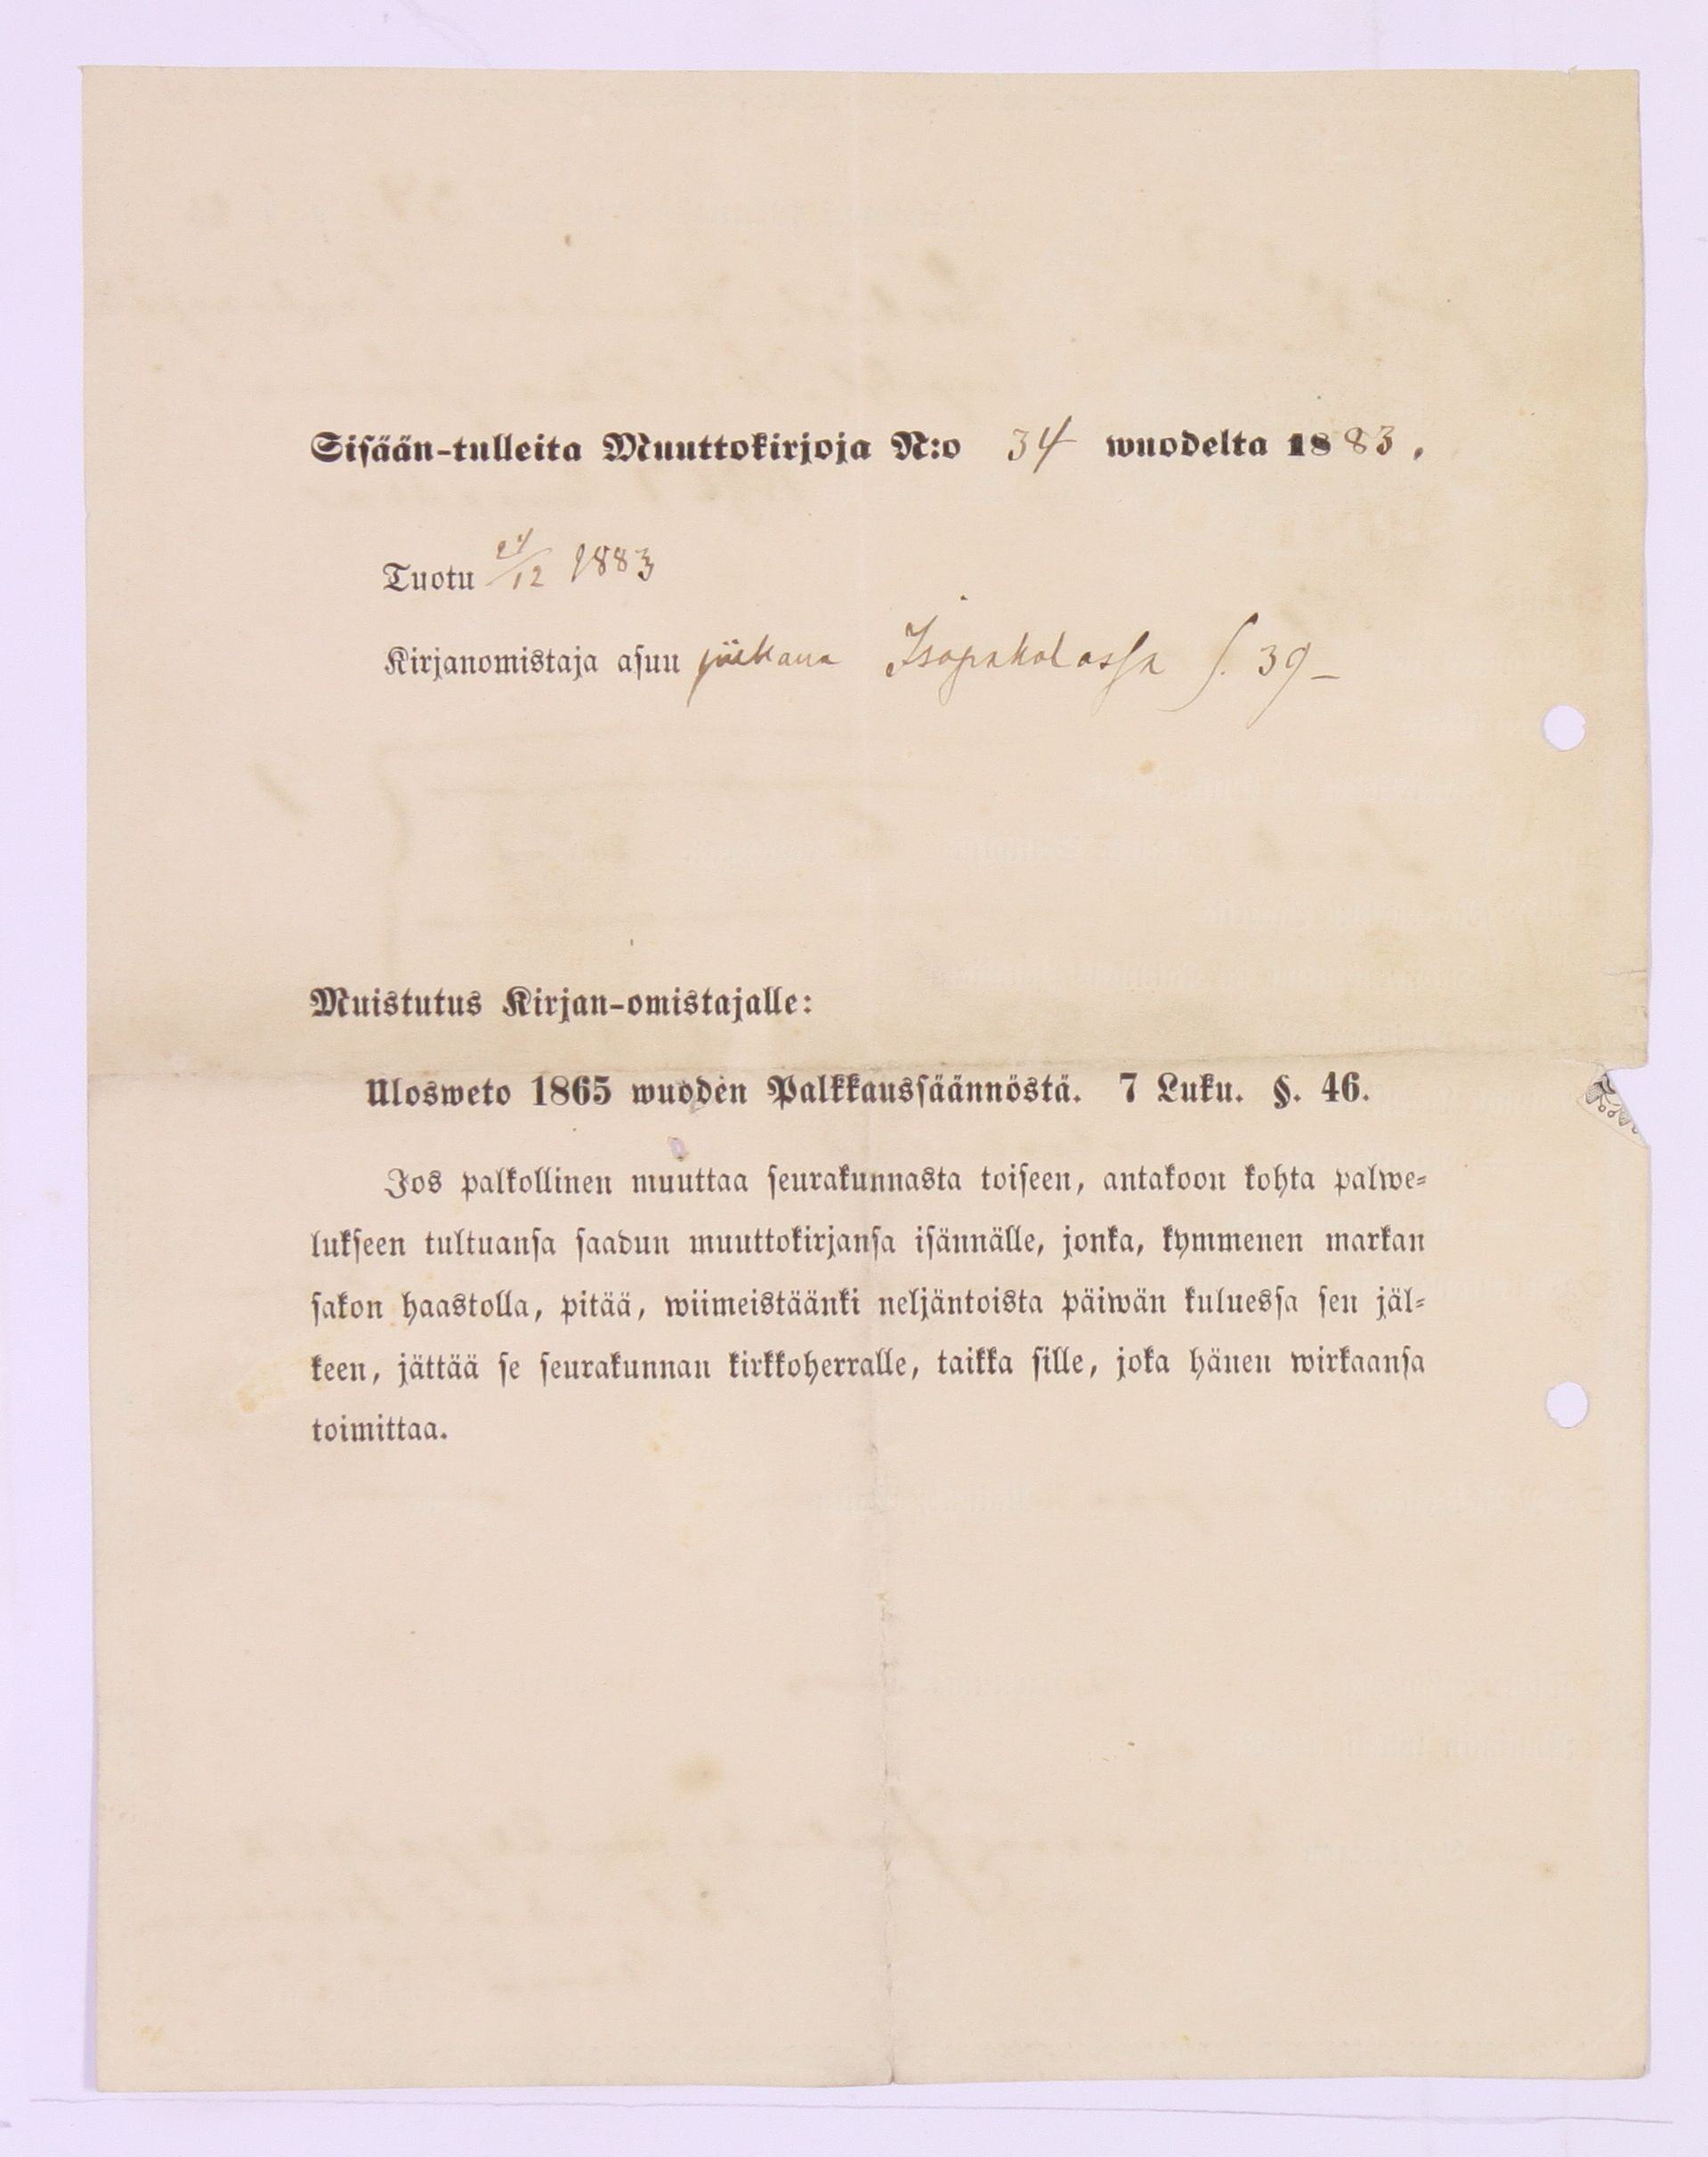 Sisään-tulleita Muuttokirjoja N:o 34 wuodelta 1883.
Tuotu 24/12 1883
Kirjanomistaja asuu Isopahalassa S. 39 –
Muistutus Kirjan-omistajalle:
Ulosweto 1865 wuoden Palkkaussäännöstä. 7 Luku. §. 46.
Jos palkollinen muuttaa seurakunnasta toiseen, antakoon kohta palwe-
lukseen tultuansa saadun muuttokirjansa isännälle, jonka, kymmenen markan
sakon haastolla, pitää, wiimeistäänki neljäntoista päiwän kuluessa sen jäl-
keen, jättää se seurakunnan kirkkoherralle, taikka sille, joka hänen wirkaansa
toimittaa.